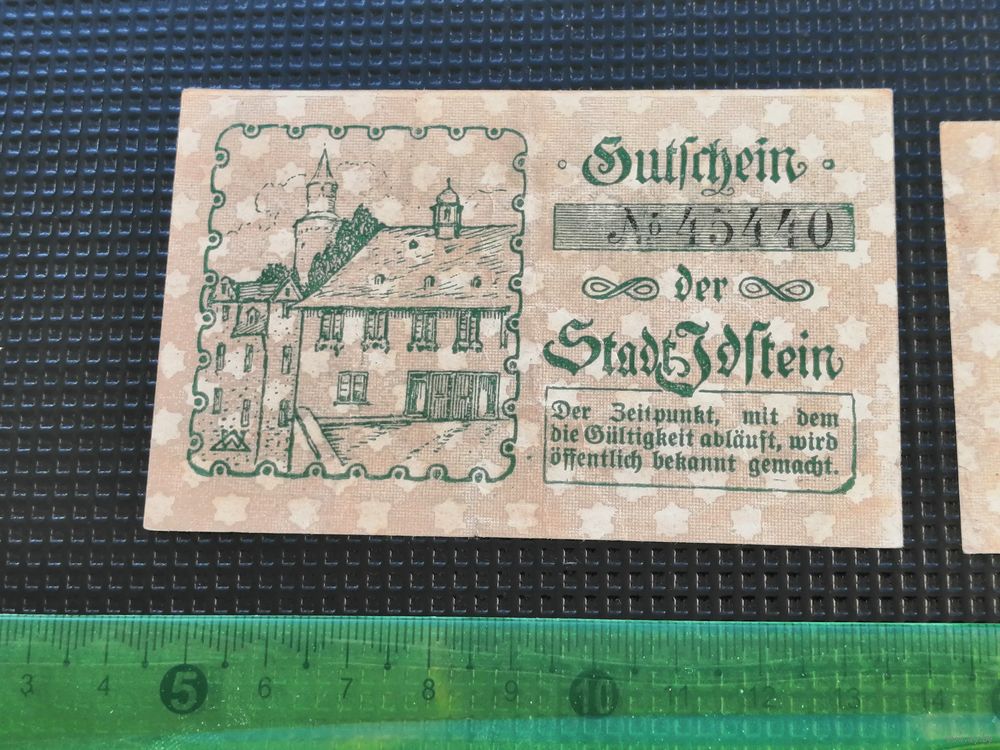 Gutschein
№ 45440
der
Stadt Idstein
Der Zeitpunkt, mit dem
die Gültigkeit abläuft, wird
öffentlich bekannt gemacht.
3 4 5 6 7 8 9 10 11 12 13 14